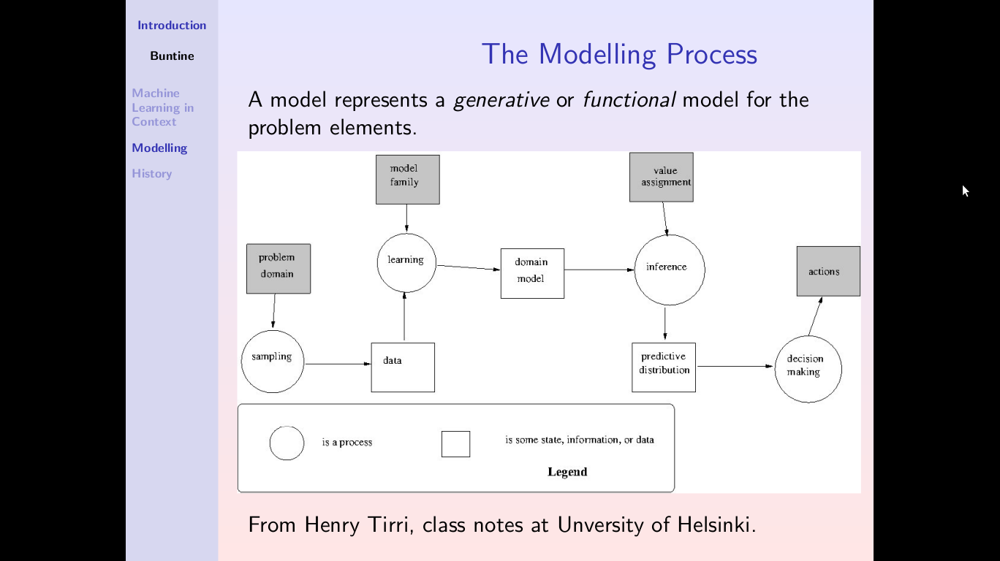 Introduction
Buntine
Machine
Learning in
Context
Modelling
History
The Modelling Process
A model represents a generative or functional model for the
problem elements.
model
family
value
assignment
problem
domain
learning
domain
model
inference
actions
sampling
data
predictive
distribution
decision
making
is a process
is some state, information, or data
Legend
From Henry Tirri, class notes at Unversity of Helsinki.